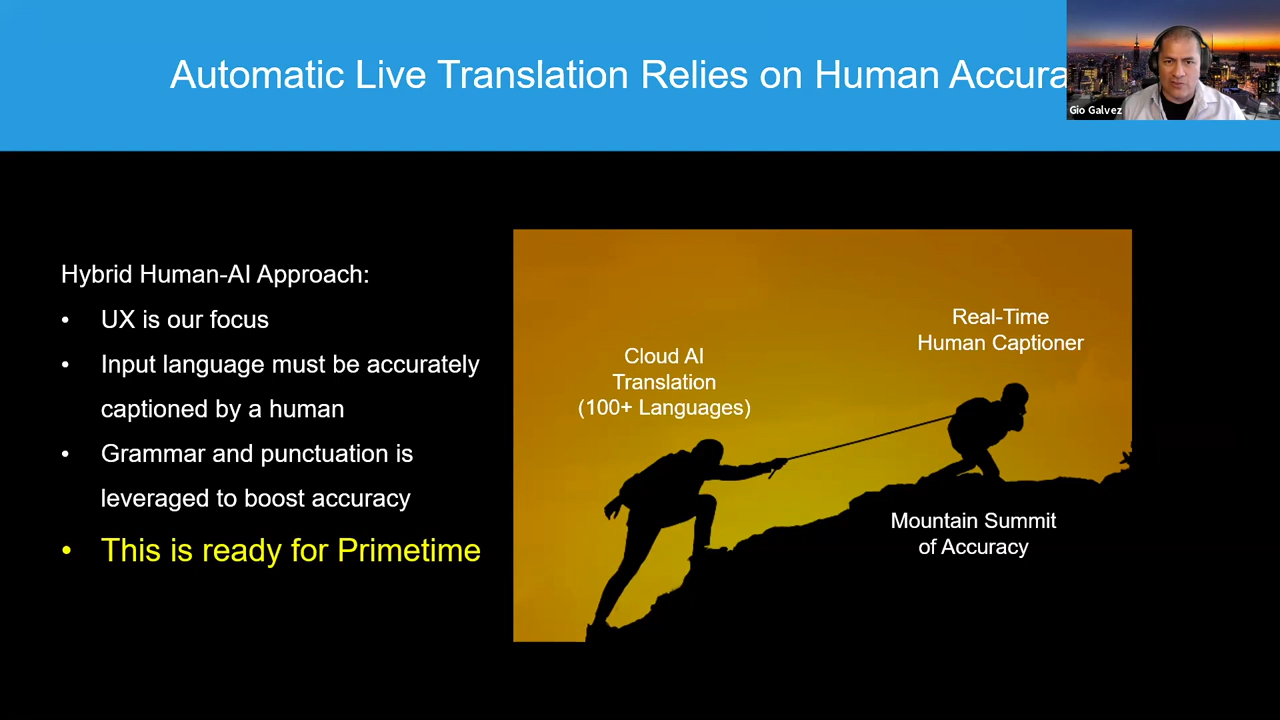 Automatic Live Translation Relies on Human Accura
Gio Galvez
Hybrid Human-AI Approach:
• UX is our focus
• Input language must be accurately
captioned by a human
• Grammar and punctuation is
leveraged to boost accuracy
• This is ready for Primetime
Cloud AI
Translation
(100+ Languages)
Real-Time
Human Captioner
Mountain Summit
of Accuracy